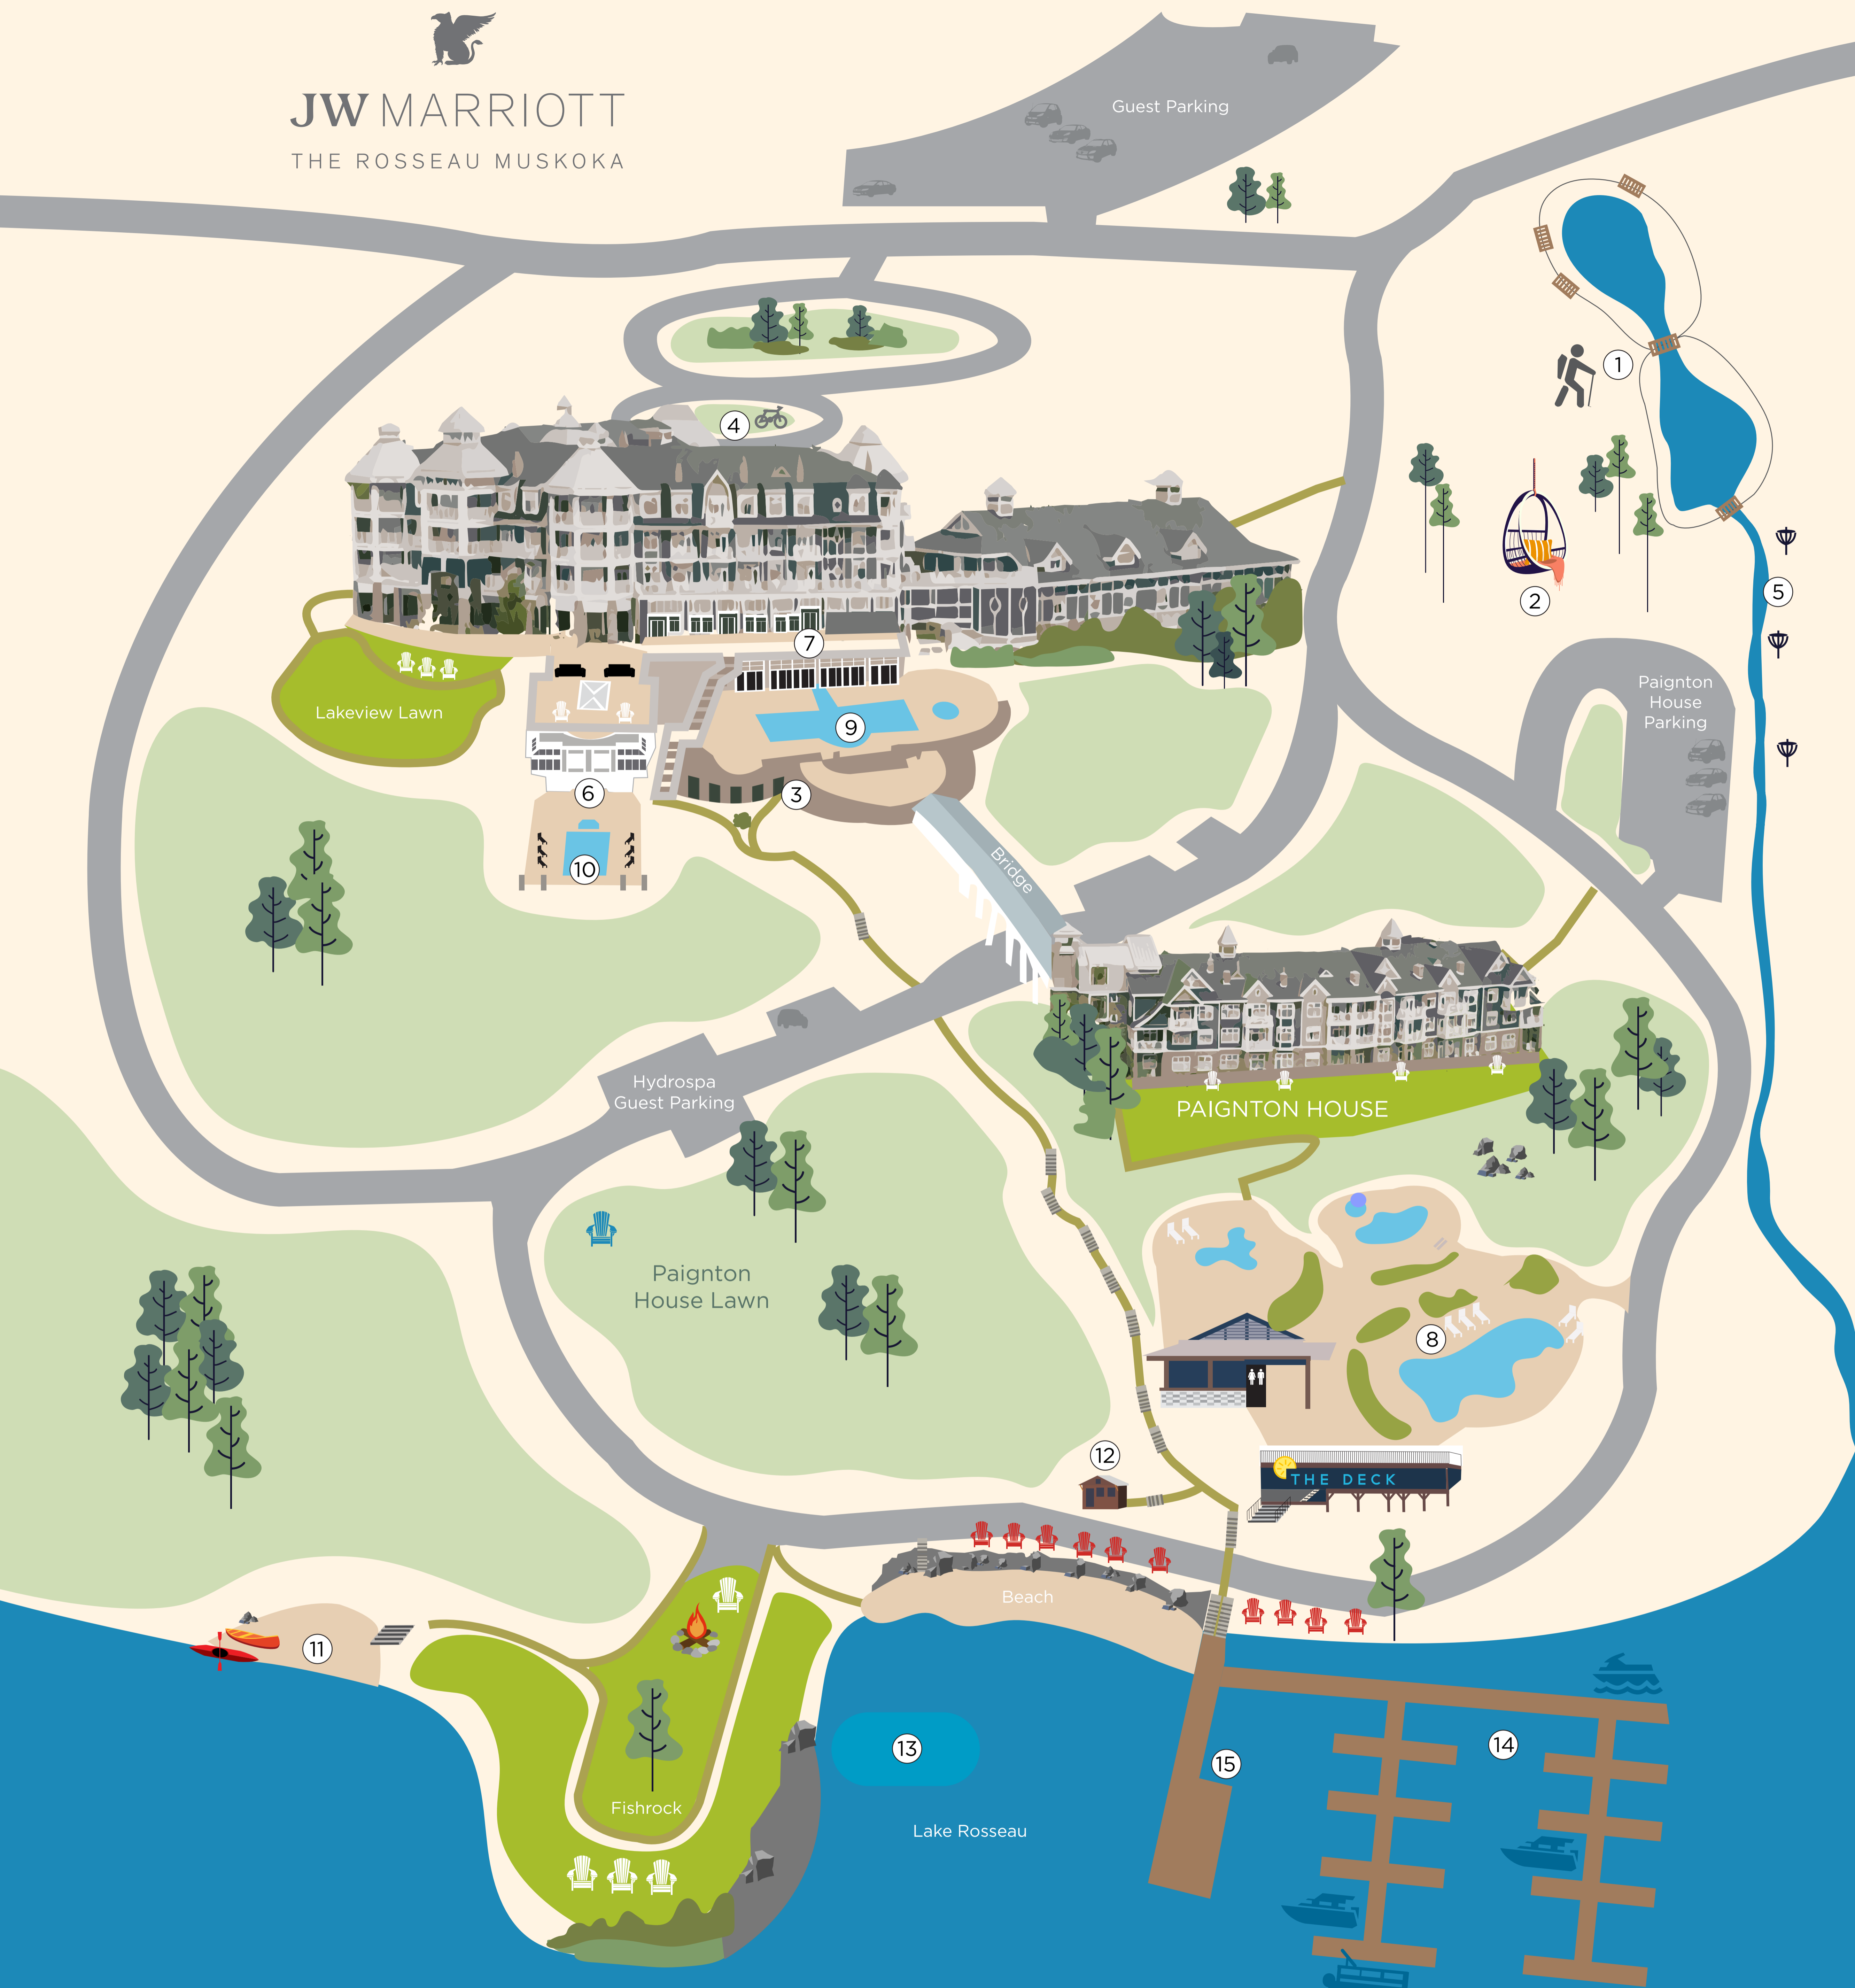 JW MARRIOTT
THE ROSSEAU MUSKOKA
Guest Parking
1
4
2
5
7
Paignton
House
Parking
Lakeview Lawn
9
6
3
10
Bridge
Hydrospa
Guest Parking
PAIGNTON HOUSE
Paignton
House Lawn
8
12
THE DECK
Beach
11
13
14
15
Fishrock
Lake Rosseau